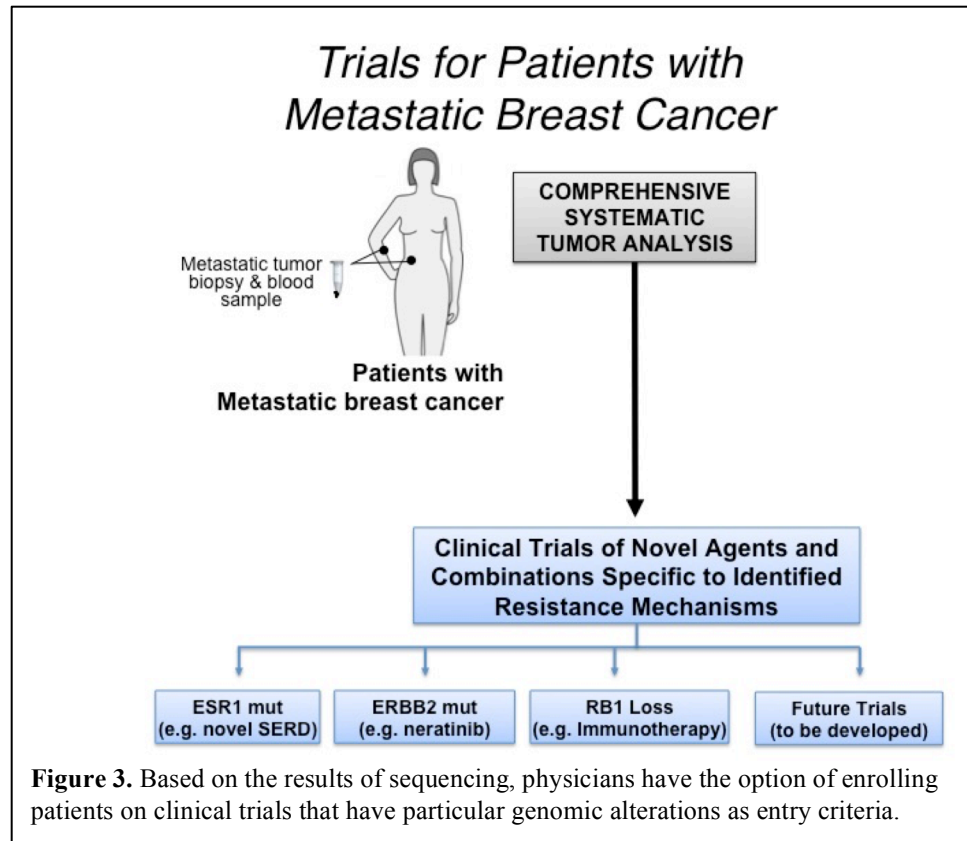 Trials for Patients with
Metastatic Breast Cancer
COMPREHENSIVE
SYSTEMATIC
TUMOR ANALYSIS
Metastatic tumor
biopsy & blood
sample
Patients with
Metastatic breast cancer
Clinical Trials of Novel Agents and
Combinations Specific to Identified
Resistance Mechanisms
ESR1 mut
(e.g. novel SERD)
ERBB2 mut
(e.g. neratinib)
RB1 Loss
(e.g. Immunotherapy)
Future Trials
(to be developed)
Figure 3. Based on the results of sequencing, physicians have the option of enrolling
patients on clinical trials that have particular genomic alterations as entry criteria.